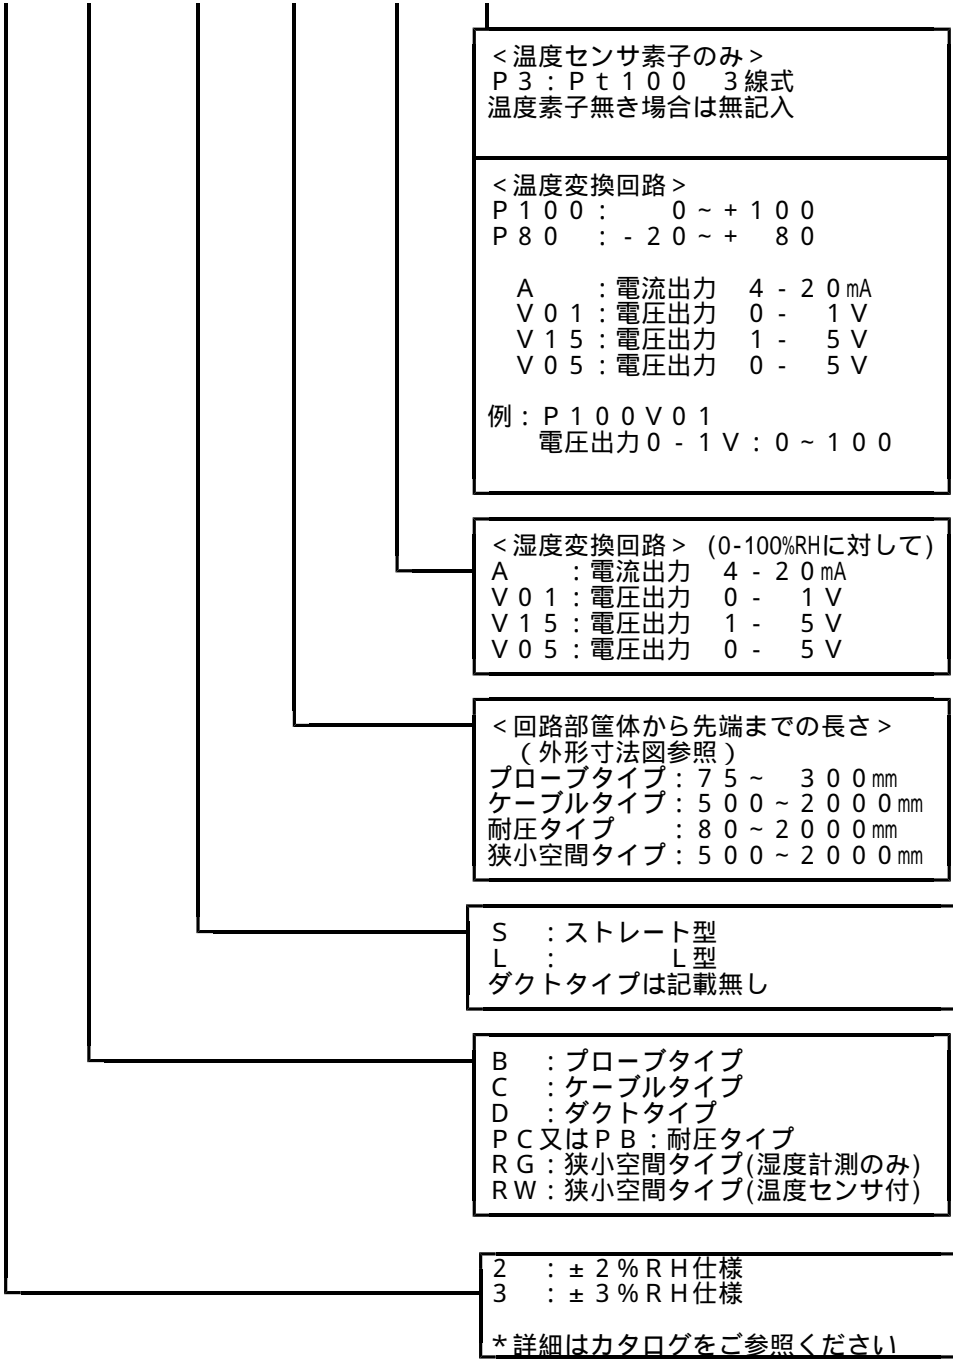 ＜温度センサ素子のみ＞
Ｐ３：Ｐｔ１００　３線式
温度素子無き場合は無記入
＜温度変換回路＞
Ｐ１００：　　０～＋１００
Ｐ８０　：-２０～＋　８０
Ａ　　：電流出力　４-２０mA
Ｖ０１：電圧出力　０-　１Ｖ
Ｖ１５：電圧出力　１-　５Ｖ
Ｖ０５：電圧出力　０-　５Ｖ
例：Ｐ１００Ｖ０１
電圧出力０-１Ｖ：０～１００
＜湿度変換回路＞ (0-100%RHに対して)
Ａ　　：電流出力　４-２０mA
Ｖ０１：電圧出力　０-　１Ｖ
Ｖ１５：電圧出力　１-　５Ｖ
Ｖ０５：電圧出力　０-　５Ｖ
＜回路部筐体から先端までの長さ＞
（外形寸法図参照）
プローブタイプ：７５～　３００mm
ケーブルタイプ：５００～２０００mm
耐圧タイプ　　：８０～２０００mm
狭小空間タイプ：５００～２０００mm
Ｓ　：ストレート型
Ｌ　：　　　　Ｌ型
ダクトタイプは記載無し
Ｂ　：プローブタイプ
Ｃ　：ケーブルタイプ
Ｄ　：ダクトタイプ
ＰＣ又はＰＢ：耐圧タイプ
ＲＧ：狭小空間タイプ(湿度計測のみ)
ＲＷ：狭小空間タイプ(温度センサ付)
２　：±２％ＲＨ仕様
３　：±３％ＲＨ仕様
＊詳細はカタログをご参照ください